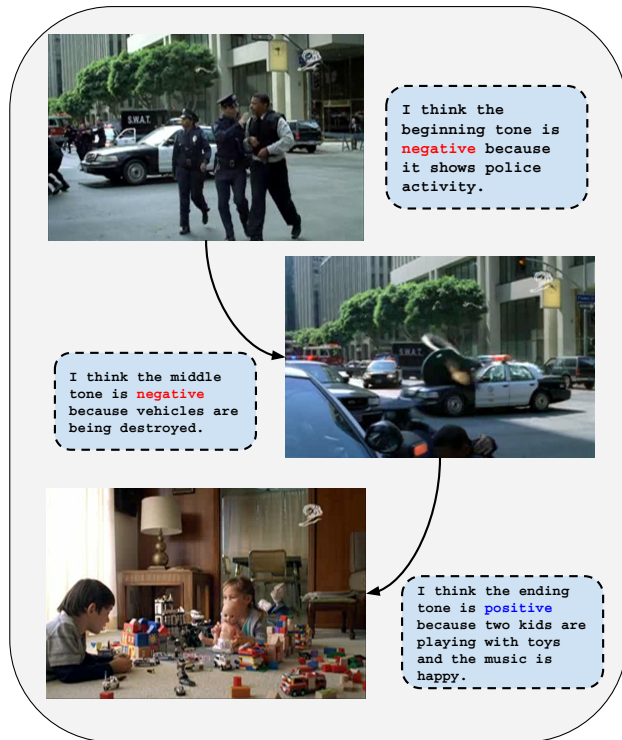 S.W.A.T.
I think the
beginning tone is
negative because
it shows police
activity.
S.W.A.T.
I think the middle
tone is negative
because vehicles are
being destroyed.
I think the ending
tone is positive
because two kids are
playing with toys
and the music is
happy.